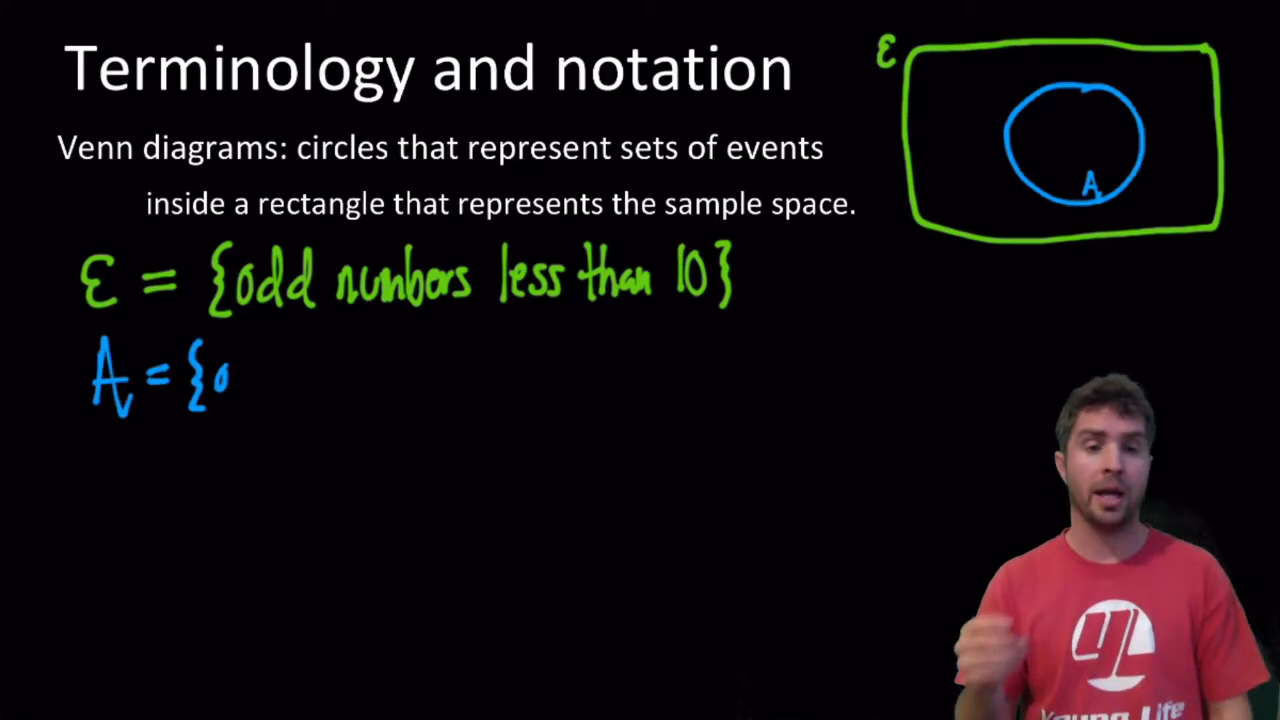 Terminology and notation
Venn diagrams: circles that represent sets of events
inside a rectangle that represents the sample space.
ε = {odd numbers less than 10}
A = {o
ε
A
YL
Young Life